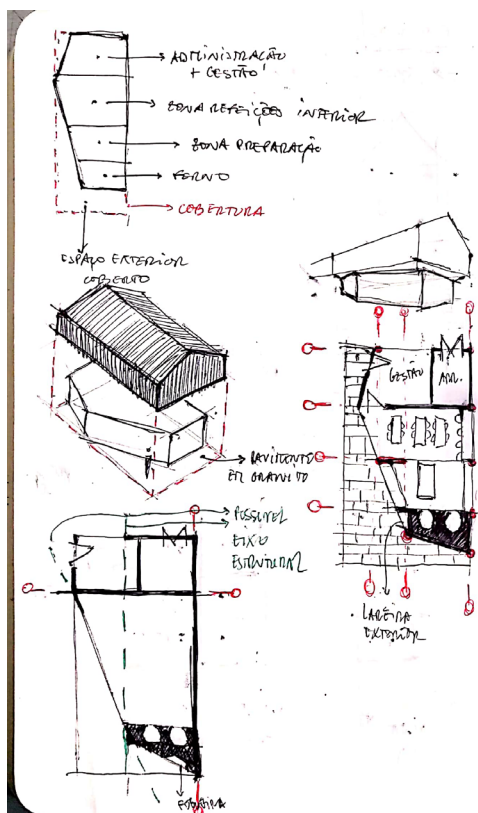 ADMINISTRAÇÃO
+ GESTÃO
ZONA REFEIÇÕES INTERIOR
ZONA PREPARAÇÃO
FORNO
COBERTURA
ESPAÇO EXTERIOR
COBERTO
PAVIMENTO
EM GRANITO
GESTÃO
ARR.
POSSÍVEL
EIXO
ESTRUTURAL
LAREIRA
EXTERIOR